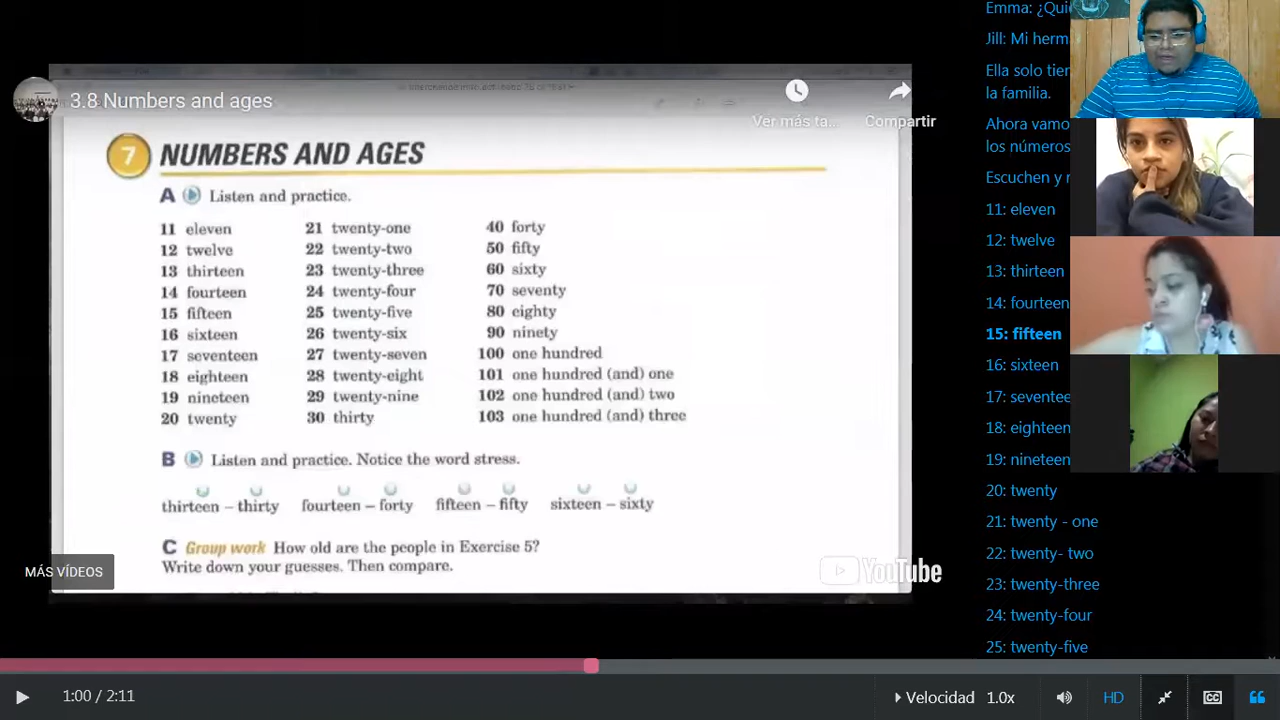 3.8 Numbers and ages
Ver más ta...
Compartir
7 NUMBERS AND AGES
A Listen and practice.
11 eleven
12 twelve
13 thirteen
14 fourteen
15 fifteen
16 sixteen
17 seventeen
18 eighteen
19 nineteen
20 twenty
21 twenty-one
22 twenty-two
23 twenty-three
24 twenty-four
25 twenty-five
26 twenty-six
27 twenty-seven
28 twenty-eight
29 twenty-nine
30 thirty
40 forty
50 fifty
60 sixty
70 seventy
80 eighty
90 ninety
100 one hundred
101 one hundred (and) one
102 one hundred (and) two
103 one hundred (and) three
B Listen and practice. Notice the word stress.
thirteen – thirty fourteen – forty fifteen – fifty sixteen – sixty
C Group work How old are the people in Exercise 5?
Write down your guesses. Then compare.
MÁS VÍDEOS
YouTube
Emma: ¿Qui
Jill: Mi herm
Ella solo tien
la familia.
Ahora vamo
los números
Escuchen y
11: eleven
12: twelve
13: thirteen
14: fourteen
15: fifteen
16: sixteen
17: seventee
18: eighteen
19: nineteen
20: twenty
21: twenty - one
22: twenty- two
23: twenty-three
24: twenty-four
25: twenty-five
1:00 / 2:11
Velocidad 1.0x
HD
CC